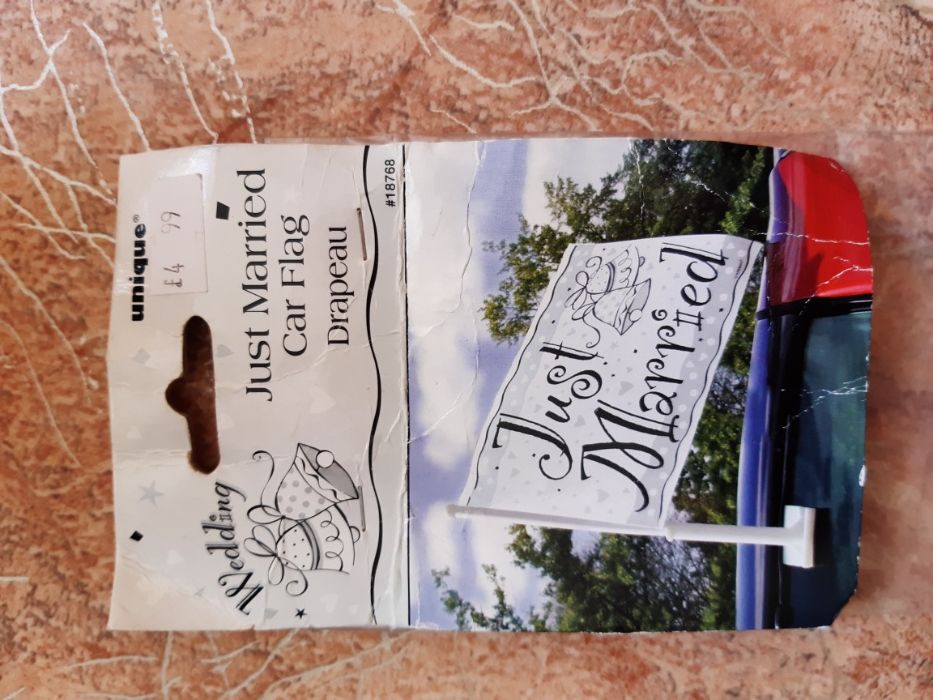 unique®
£4 99
Wedding
Just Married
Car Flag
Drapeau
#18768
Just
Married